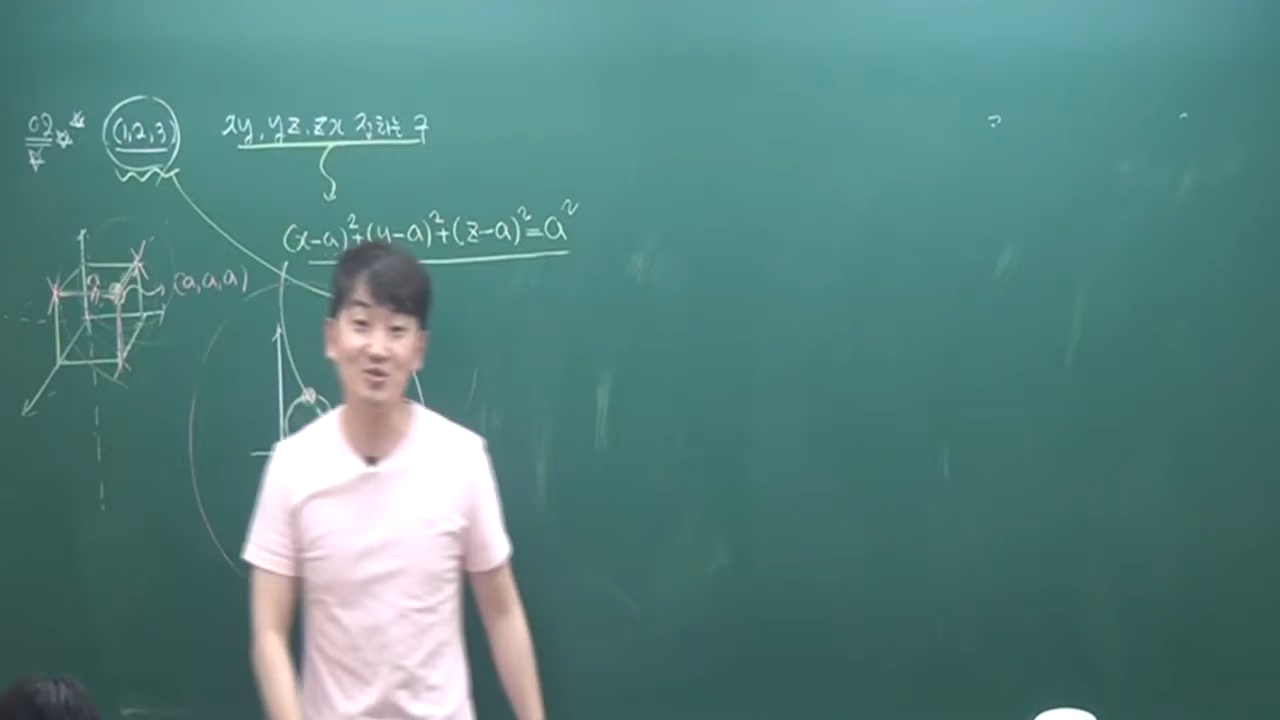 02 (1,2,3) xy, yz, zx 접하는 구
(x-a)²+(y-a)²+(z-a)²=a²
a (a,a,a)